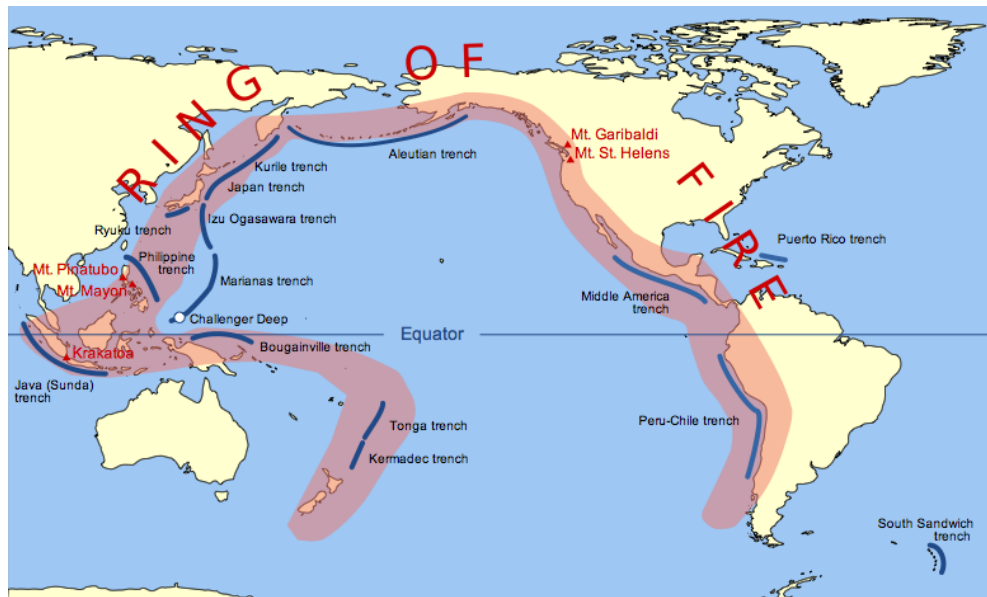 RING OF FIRE
Mt. Garibaldi
Mt. St. Helens
Aleutian trench
Kurile trench
Japan trench
Izu Ogasawara trench
Ryuku trench
Philippine
trench
Puerto Rico trench
Mt. Pinatubo
Mt. Mayon
Marianas trench
Middle America
trench
Challenger Deep
Equator
Bougainville trench
Krakatoa
Java (Sunda)
trench
Peru-Chile trench
Tonga trench
Kermadec trench
South Sandwich
trench